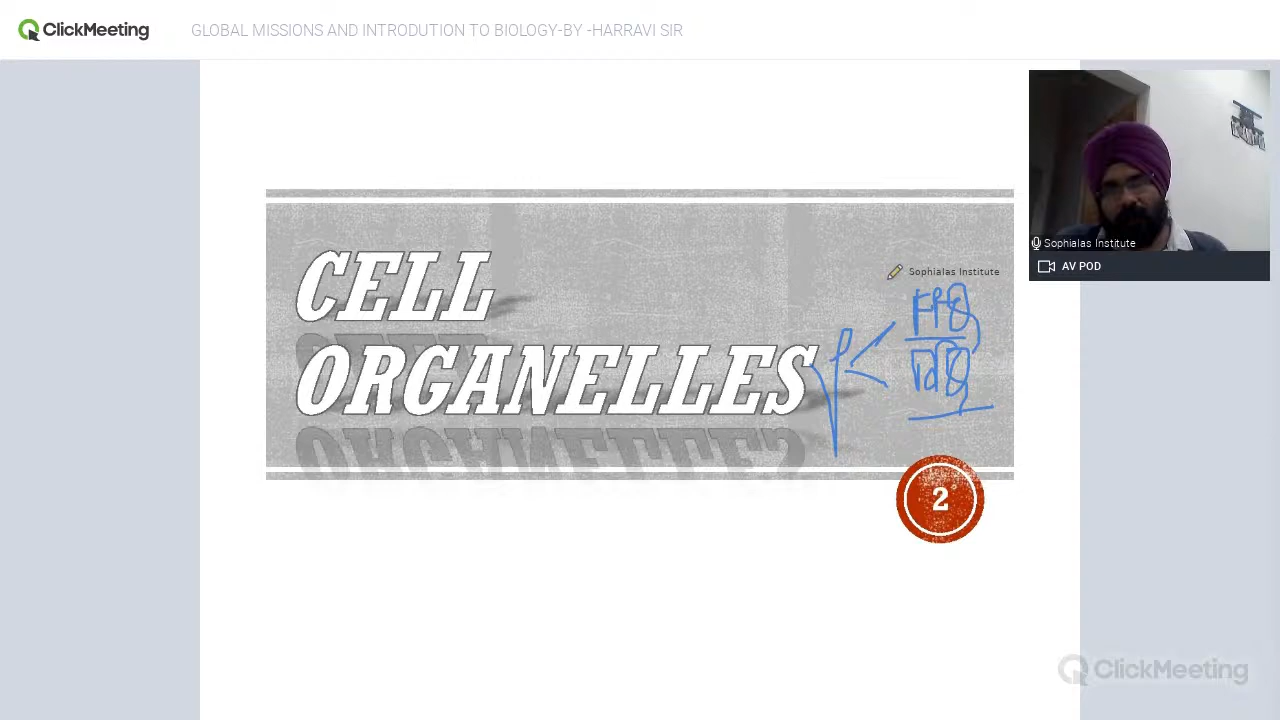 ClickMeeting
GLOBAL MISSIONS AND INTRODUTION TO BIOLOGY-BY -HARRAVI SIR
Sophialas Institute
AV POD
CELL
ORGANELLES
Sophialas Institute
2
ClickMeeting